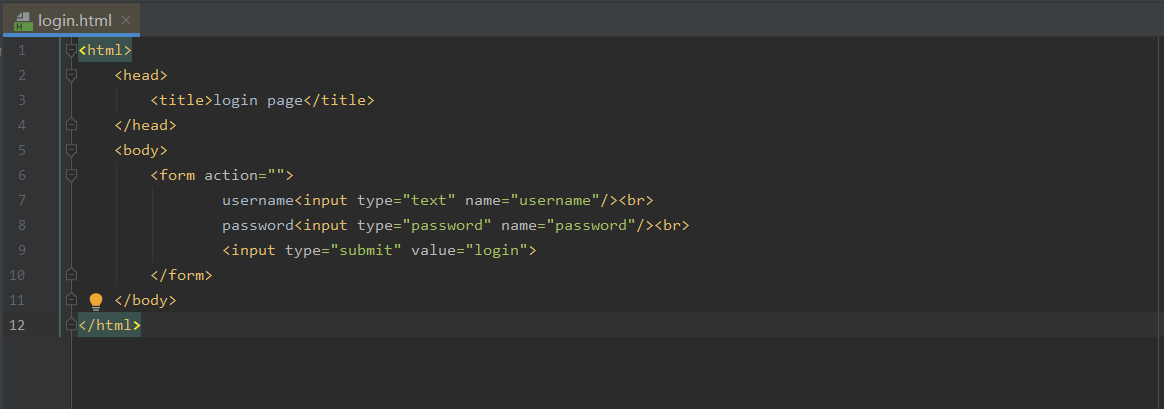 login.html
1 <html>
2 <head>
3 <title>login page</title>
4 </head>
5 <body>
6 <form action="">
7 username<input type="text" name="username"/><br>
8 password<input type="password" name="password"/><br>
9 <input type="submit" value="login">
10 </form>
11 </body>
12 </html>